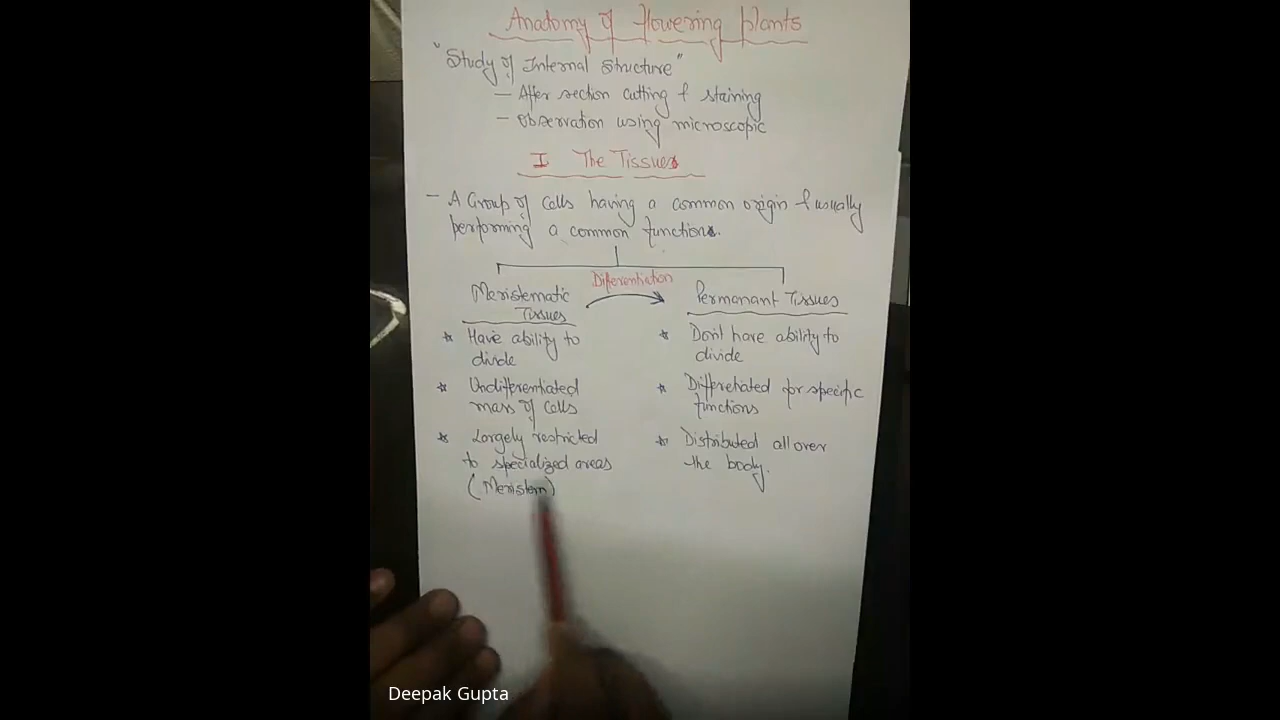 Anatomy of flowering plants
"Study of Internal Structure"
— After section cutting & staining
— Observation using microscopic
I The Tissues
— A Group of cells having a common origin & usually
performing a common function.
Differentiation
Meristematic
Tissues
* Have ability to
divide
* Undifferentiated
mass of cells
* Largely restricted
to specialized areas
(Meristem)
Permanant Tissues
* Don't have ability to
divide
* Differetiated for specific
functions
* Distributed all over
the body.
Deepak Gupta